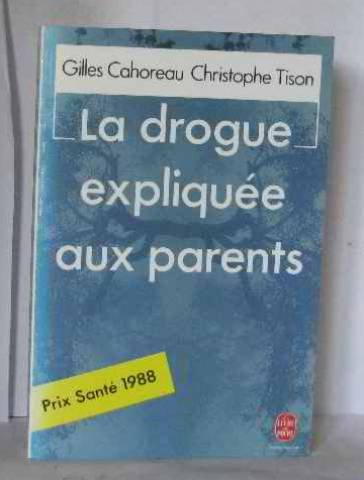 Gilles Cahoreau Christophe Tison
La drogue
expliquée
aux parents
Prix Santé 1988